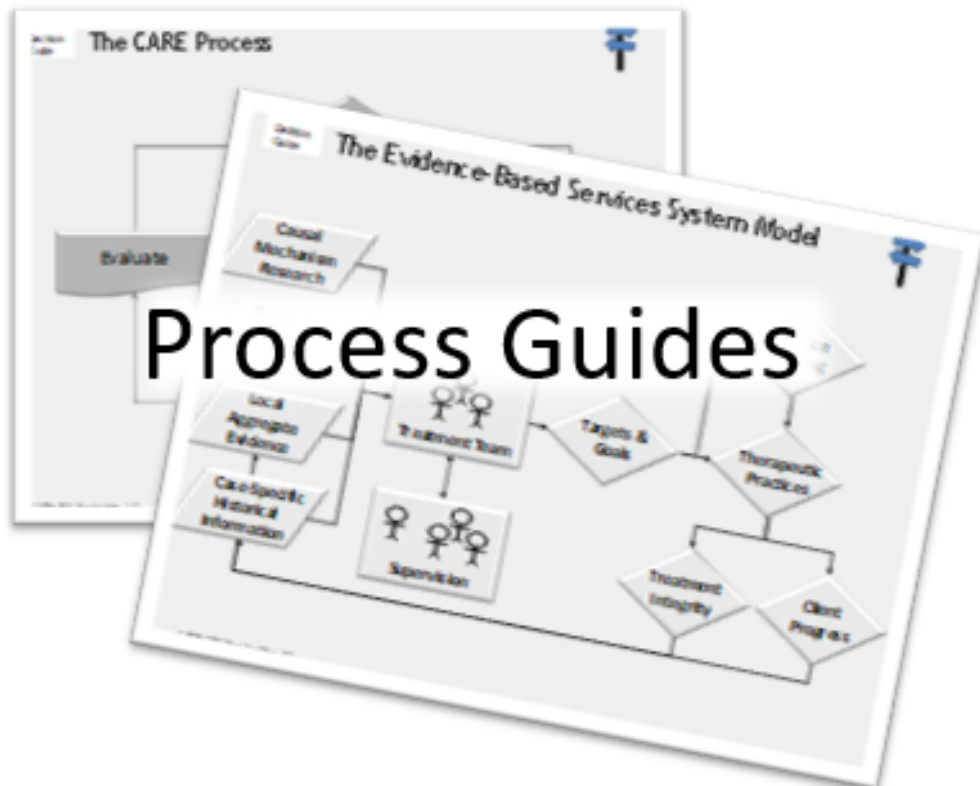 The CARE Process
Evaluate
The Evidence-Based Services System Model
Causal
Mechanism
Research
Process Guides
Local
Aggregate
Evidence
Case-Specific
Historical
Information
Treatment Team
Supervision
Targets &
Goals
Therapeutic
Practices
Treatment
Integrity
Client
Progress